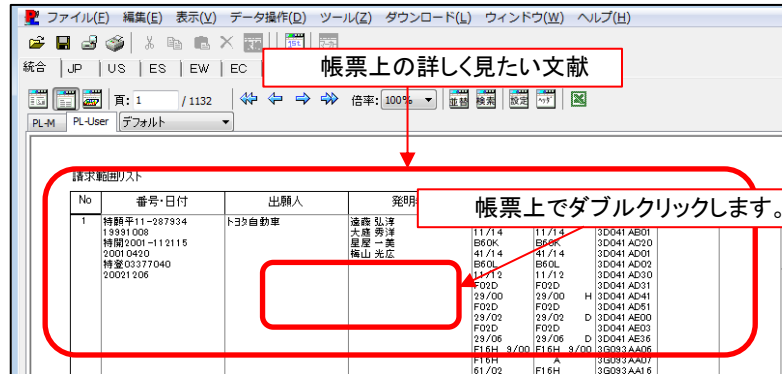 ファイル(F) 編集(E) 表示(V) データ操作(D) ツール(Z) ダウンロード(L) ウィンドウ(W) ヘルプ(H)
統合 JP US ES EW EC
帳票上の詳しく見たい文献
頁: 1 / 1132 倍率: 100% 並替 検索 設定
PL-M PL-User デフォルト
請求範囲リスト
No 番号・日付 出願人
帳票上でダブルクリックします。
1 特願平11-287934 トヨタ自動車 遠藤 弘淳
19991008 大庭 秀洋 11/14 11/14 3D041 AB01
特開2001-112115 星屋 一美 B60K B60K 3D041 AC20
20010420 梅山 光広 41/14 41/14 3D041 AD01
特登03377040 B60L B60L 3D041 AD02
20021206 11/12 11/12 3D041 AD30
F02D F02D 3D041 AD31
29/00 29/00 H 3D041 AD41
F02D F02D 3D041 AD51
29/02 29/02 D 3D041 AE00
F02D F02D 3D041 AE03
29/06 29/06 D 3D041 AE36
F16H 9/00 F16H 9/00 3G093 AA06
F16H A 3G093 AA07
61/02 F16H 3G093 AA16